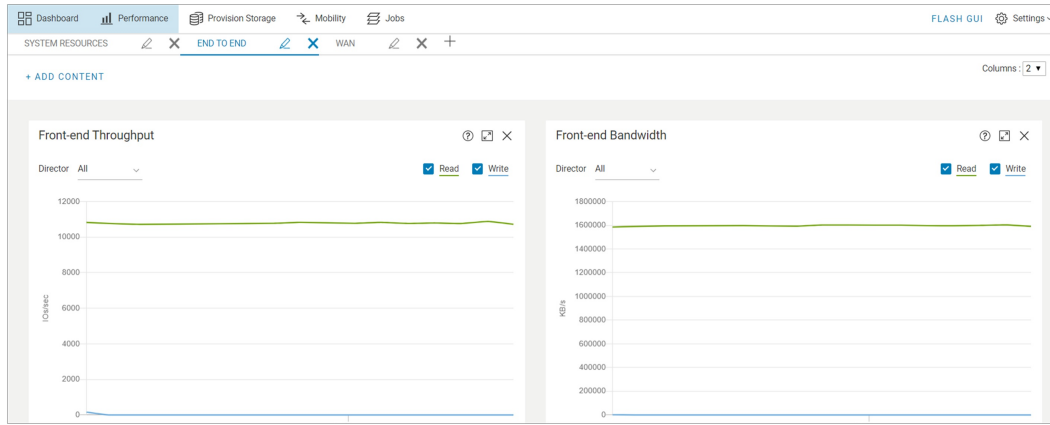 Dashboard Performance Provision Storage Mobility Jobs FLASH GUI Settings
SYSTEM RESOURCES END TO END WAN
+ ADD CONTENT Columns : 2
Front-end Throughput
Director All Read Write
12000
10000
8000
6000
4000
2000
0
IOs/sec
Front-end Bandwidth
Director All Read Write
1800000
1600000
1400000
1200000
1000000
800000
600000
400000
200000
0
KB/s